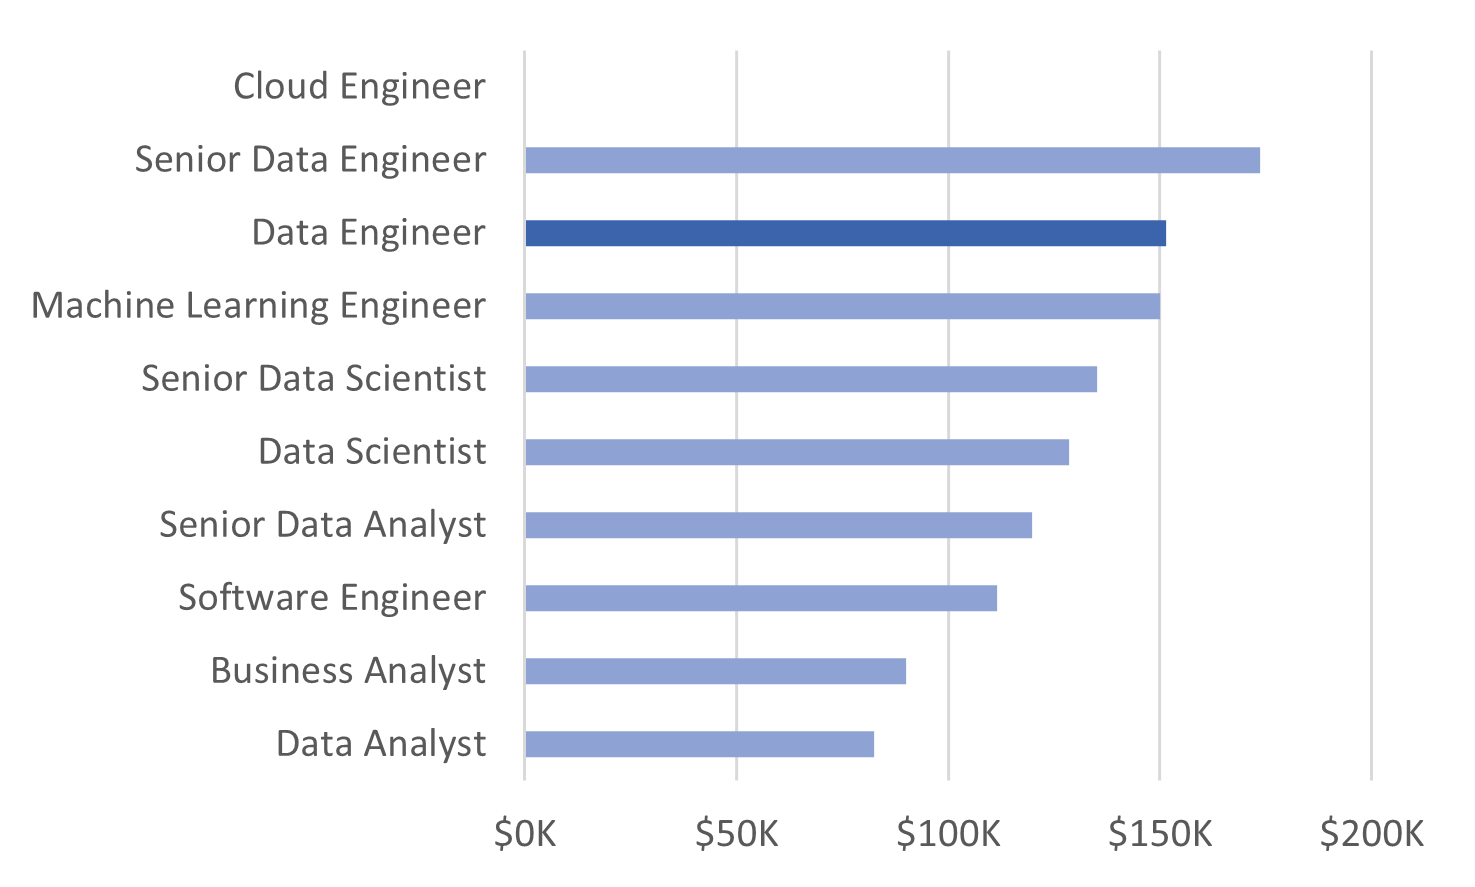 Cloud Engineer
Senior Data Engineer
Data Engineer
Machine Learning Engineer
Senior Data Scientist
Data Scientist
Senior Data Analyst
Software Engineer
Business Analyst
Data Analyst
$0K $50K $100K $150K $200K